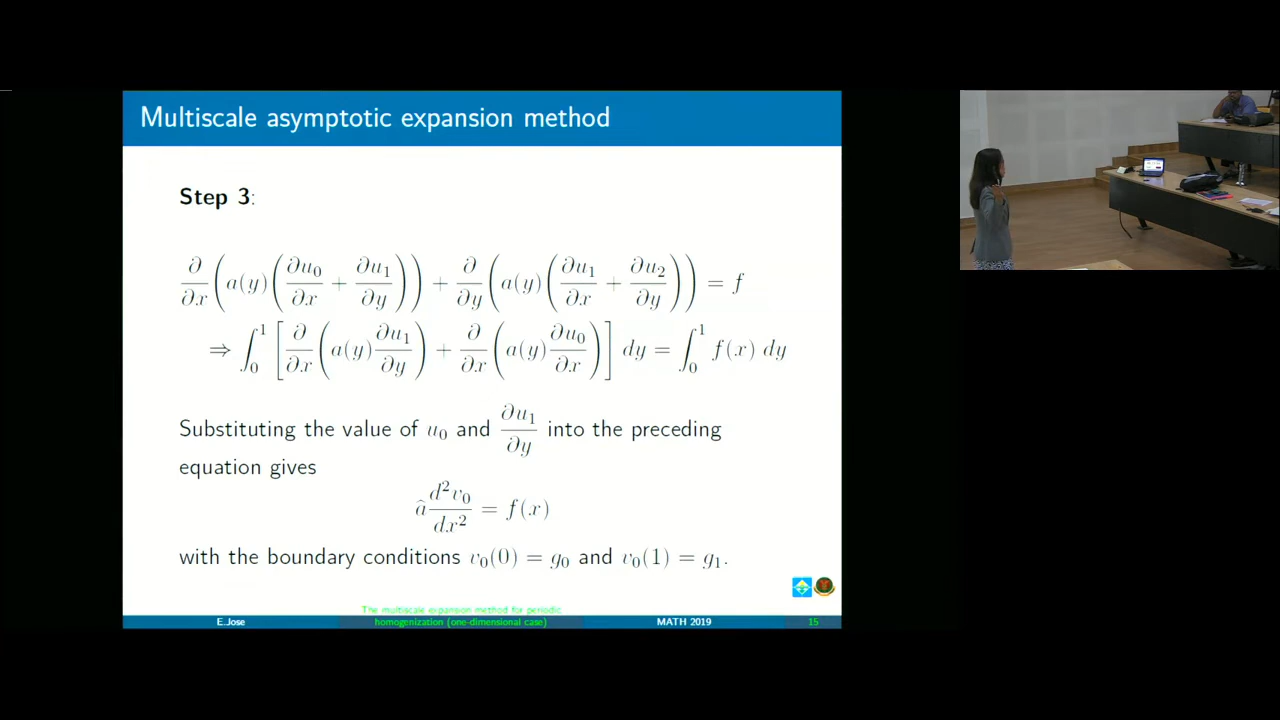 Multiscale asymptotic expansion method
Step 3:
∂/∂x (a(y) (∂u₀/∂x + ∂u₁/∂y)) + ∂/∂y (a(y) (∂u₁/∂x + ∂u₂/∂y)) = f
⇒ ∫₀¹ [∂/∂x (a(y) ∂u₁/∂y) + ∂/∂x (a(y) ∂u₀/∂x)] dy = ∫₀¹ f(x) dy
Substituting the value of u₀ and ∂u₁/∂y into the preceding
equation gives
â d²v₀/dx² = f(x)
with the boundary conditions v₀(0) = g₀ and v₀(1) = g₁.
The multiscale expansion method for periodic
E.Jose homogenization (one-dimensional case) MATH 2019 15